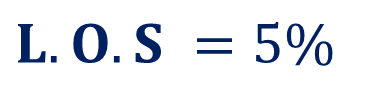 L. O. S = 5%